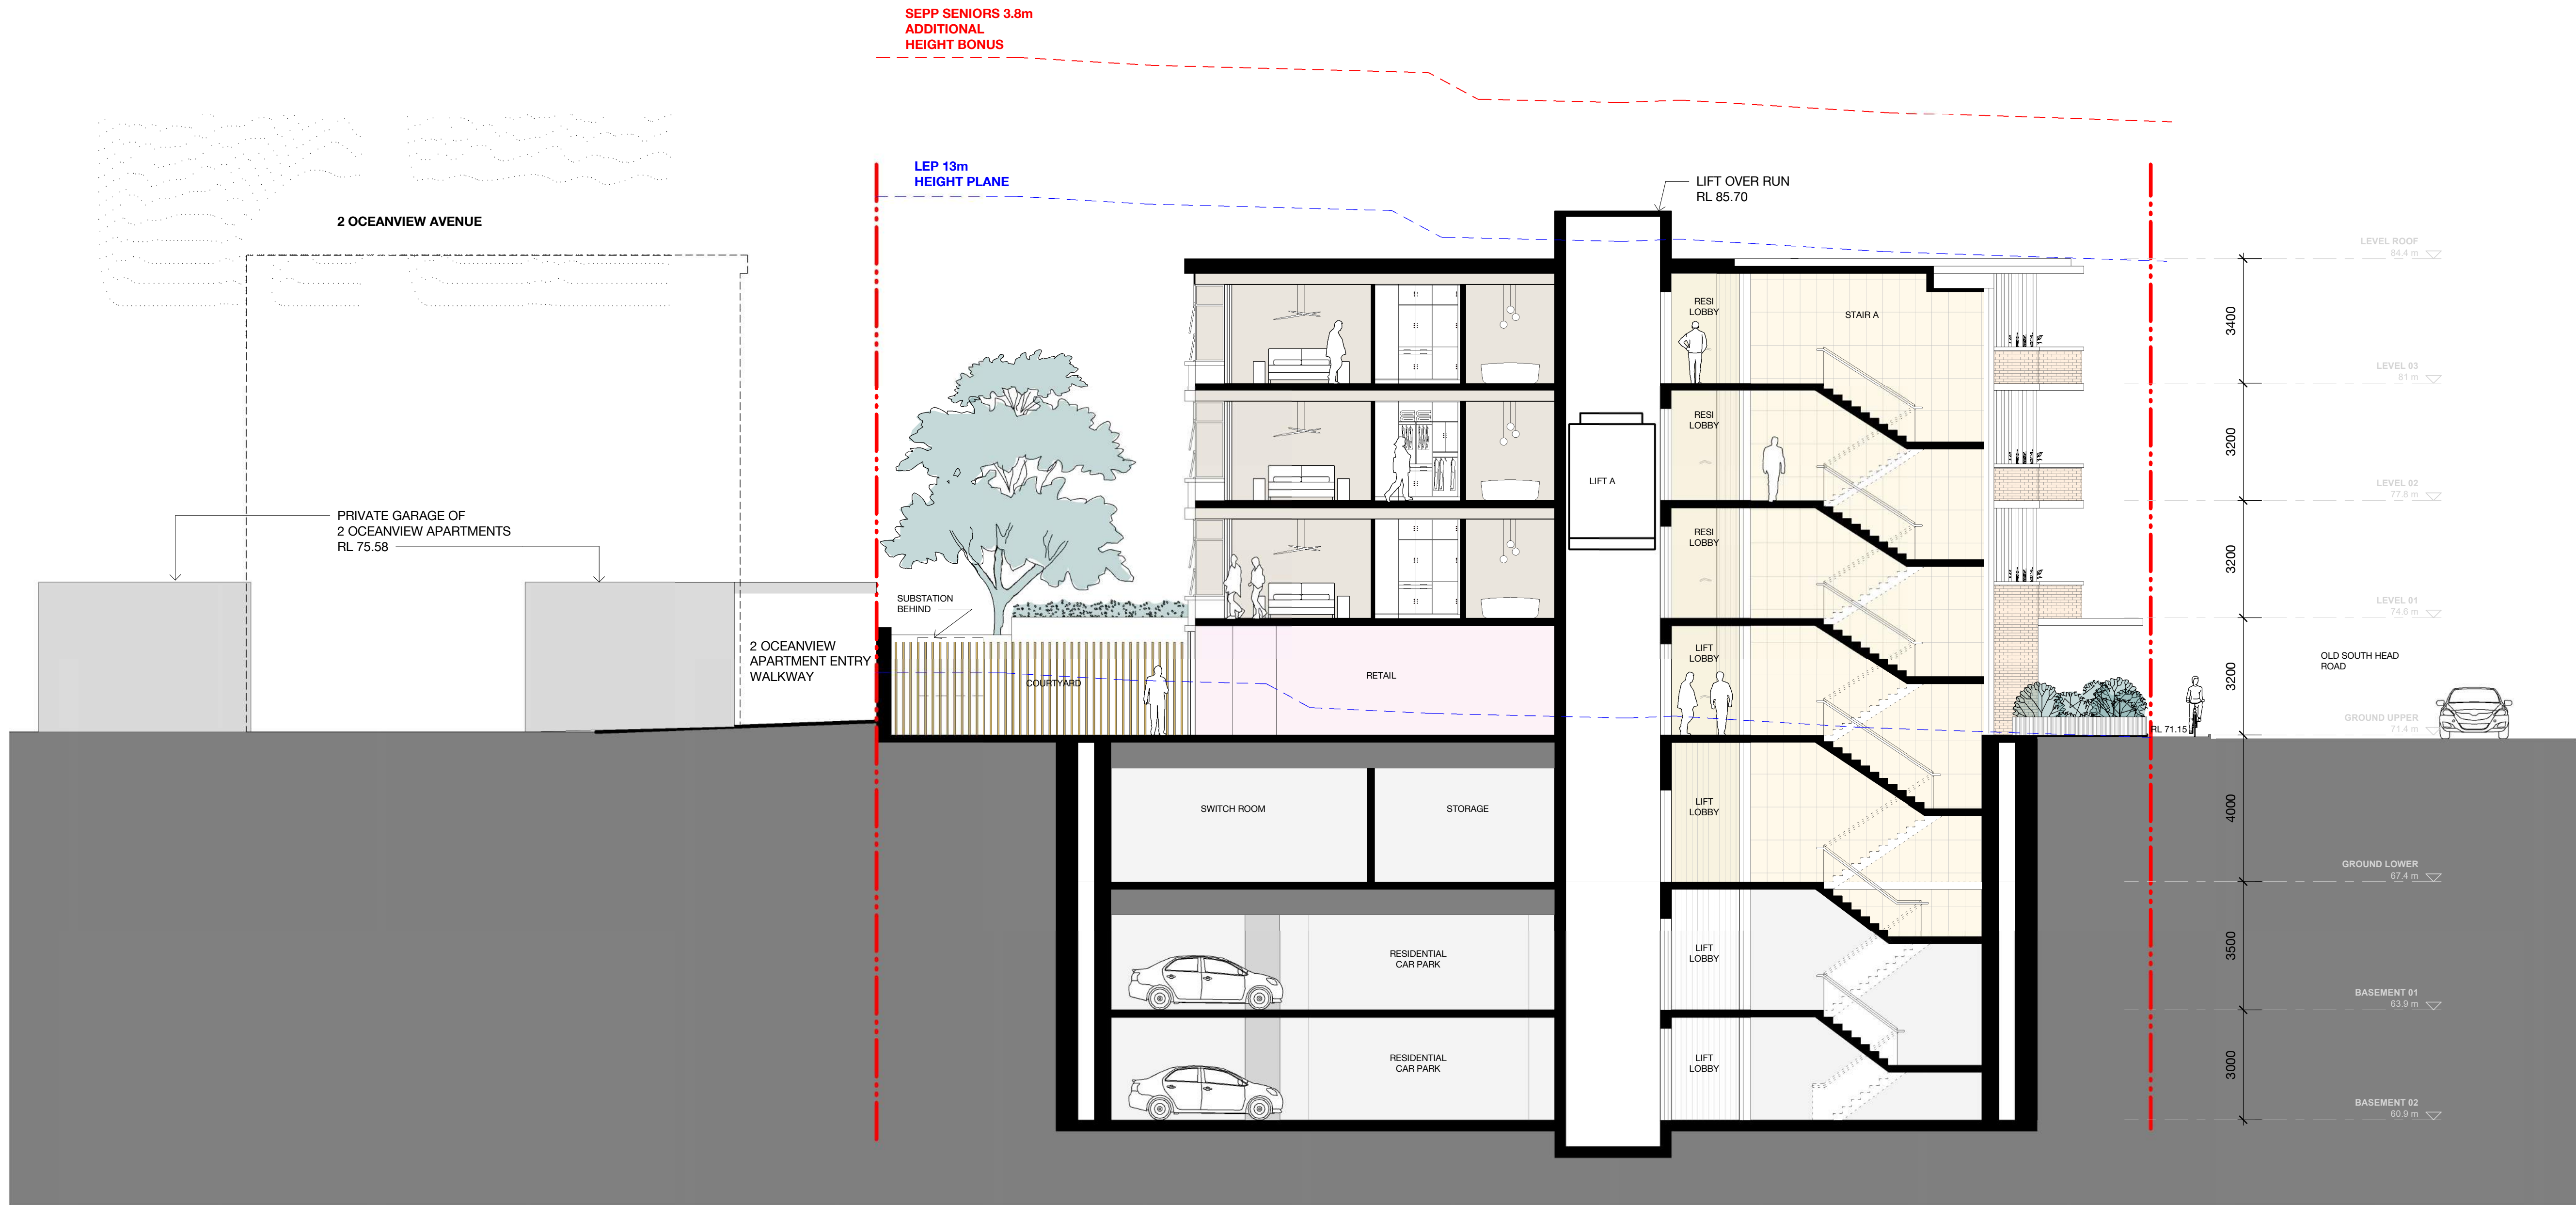 SEPP SENIORS 3.8m
ADDITIONAL
HEIGHT BONUS
LEP 13m
HEIGHT PLANE
LIFT OVER RUN
RL 85.70
2 OCEANVIEW AVENUE
LEVEL ROOF
84.4 m
RESI
LOBBY
STAIR A
3400
LEVEL 03
81 m
RESI
LOBBY
3200
LIFT A
LEVEL 02
77.8 m
PRIVATE GARAGE OF
2 OCEANVIEW APARTMENTS
RL 75.58
RESI
LOBBY
3200
SUBSTATION
BEHIND
LEVEL 01
74.6 m
2 OCEANVIEW
APARTMENT ENTRY
WALKWAY
COURTYARD
RETAIL
LIFT
LOBBY
3200
OLD SOUTH HEAD
ROAD
RL 71.15
GROUND UPPER
71.4 m
SWITCH ROOM
STORAGE
LIFT
LOBBY
4000
GROUND LOWER
67.4 m
RESIDENTIAL
CAR PARK
LIFT
LOBBY
3500
BASEMENT 01
63.9 m
RESIDENTIAL
CAR PARK
LIFT
LOBBY
3000
BASEMENT 02
60.9 m